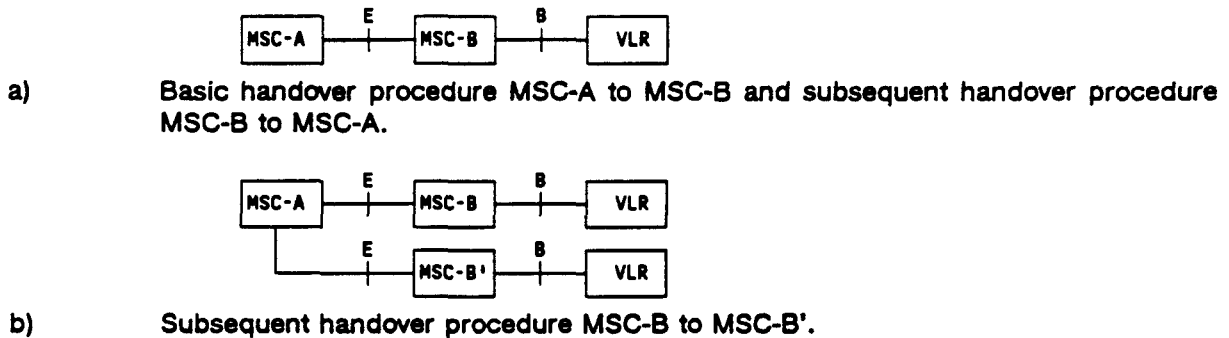 E B
MSC-A MSC-B VLR
a) Basic handover procedure MSC-A to MSC-B and subsequent handover procedure
MSC-B to MSC-A.
E B
MSC-A MSC-B VLR
E B
MSC-B' VLR
b) Subsequent handover procedure MSC-B to MSC-B'.